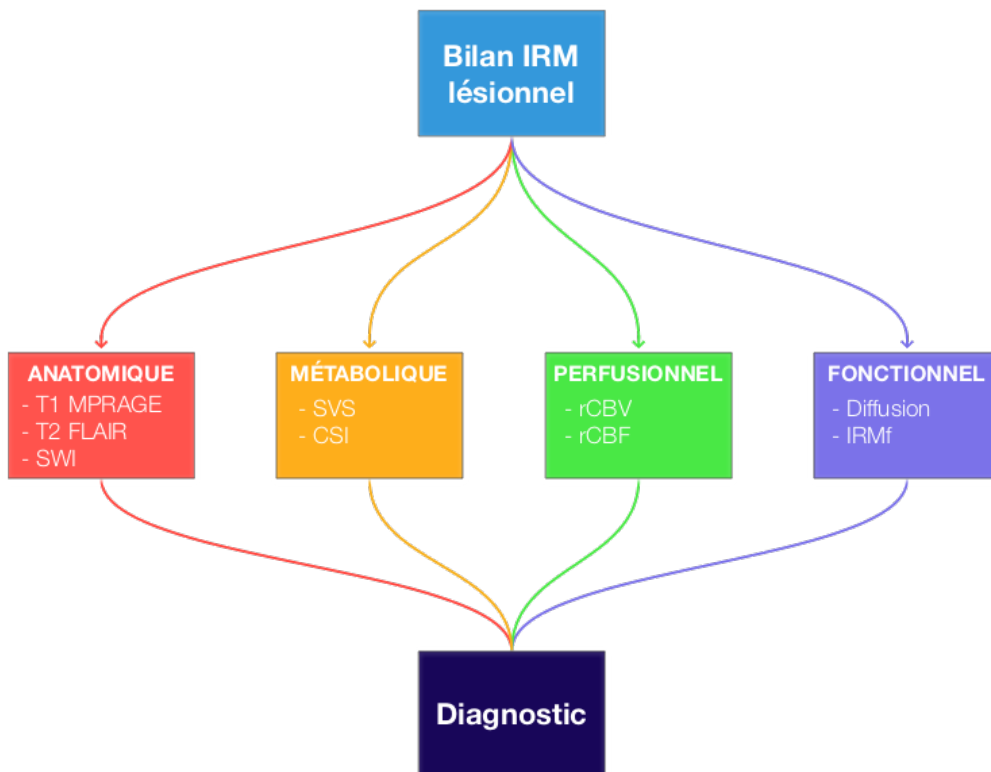 Bilan IRM
lésionnel
ANATOMIQUE
- T1 MPRAGE
- T2 FLAIR
- SWI
MÉTABOLIQUE
- SVS
- CSI
PERFUSIONNEL
- rCBV
- rCBF
FONCTIONNEL
- Diffusion
- IRMf
Diagnostic